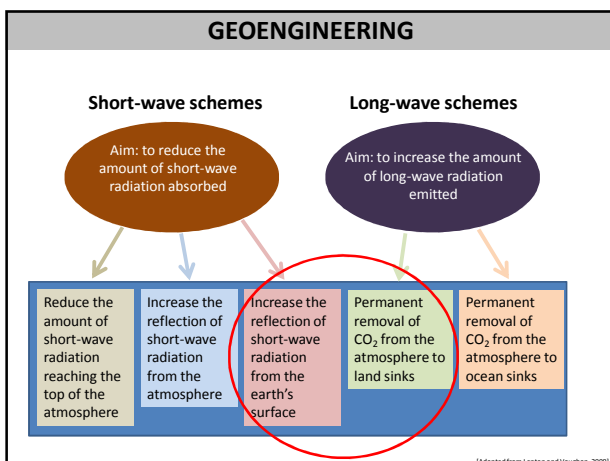 GEOENGINEERING
Short-wave schemes
Long-wave schemes
Aim: to reduce the
amount of short-wave
radiation absorbed
Aim: to increase the amount
of long-wave radiation
emitted
Reduce the
amount of
short-wave
radiation
reaching the
top of the
atmosphere
Increase the
reflection of
short-wave
radiation
from the
atmosphere
Increase the
reflection of
short-wave
radiation
from the
earth's
surface
Permanent
removal of
CO₂ from the
atmosphere to
land sinks
Permanent
removal of
CO₂ from the
atmosphere to
ocean sinks